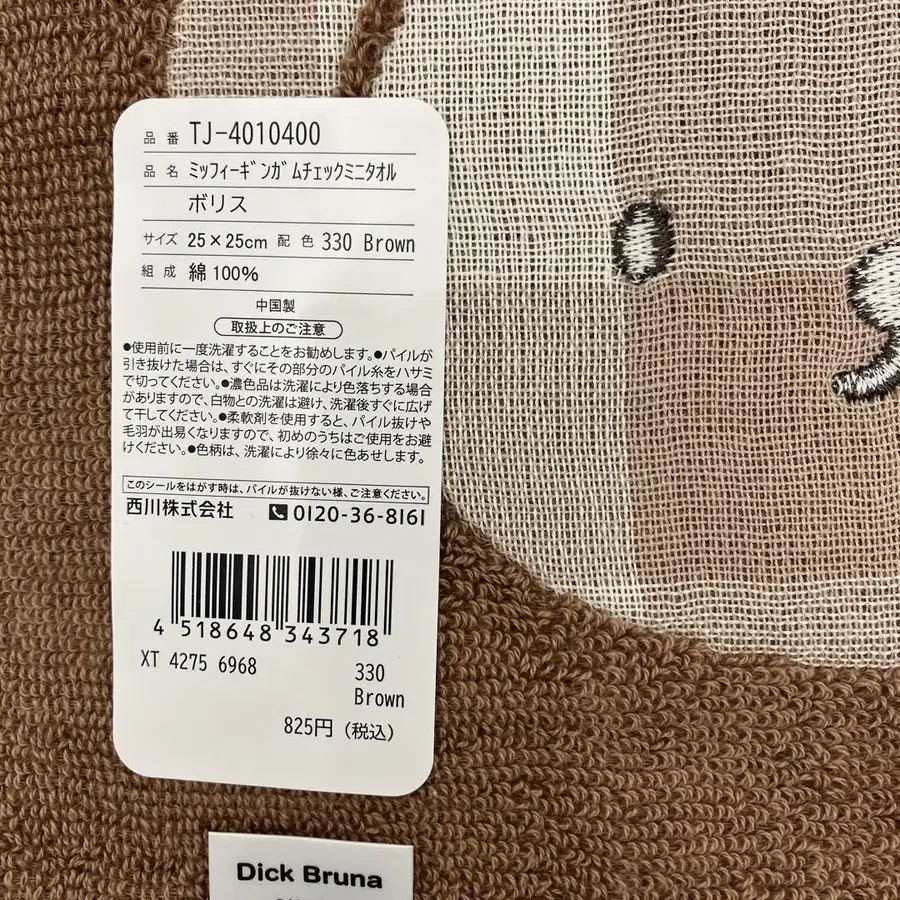 品番 TJ-4010400
品名 ミッフィーギンガムチェックミニタオル
ボリス
サイズ 25×25cm 配色 330 Brown
組成 綿100%
中国製
取扱上のご注意
●使用前に一度洗濯することをお勧めします。●パイルが
引き抜けた場合は、すぐにその部分のパイル糸をハサミ
で切ってください。●濃色品は洗濯により色落ちする場合
がありますので、白物との洗濯は避け、洗濯後すぐに広げ
て干してください。●柔軟剤を使用すると、パイル抜けや
毛羽が出易くなりますので、初めのうちはご使用をお避
けください。●色柄は、洗濯により徐々に色あせします。
このシールをはがす時は、パイルが抜けない様、ご注意ください。
西川株式会社 0120-36-8161
4 518648 343718
XT 4275 6968 330
Brown
825円(税込)
Dick Bruna